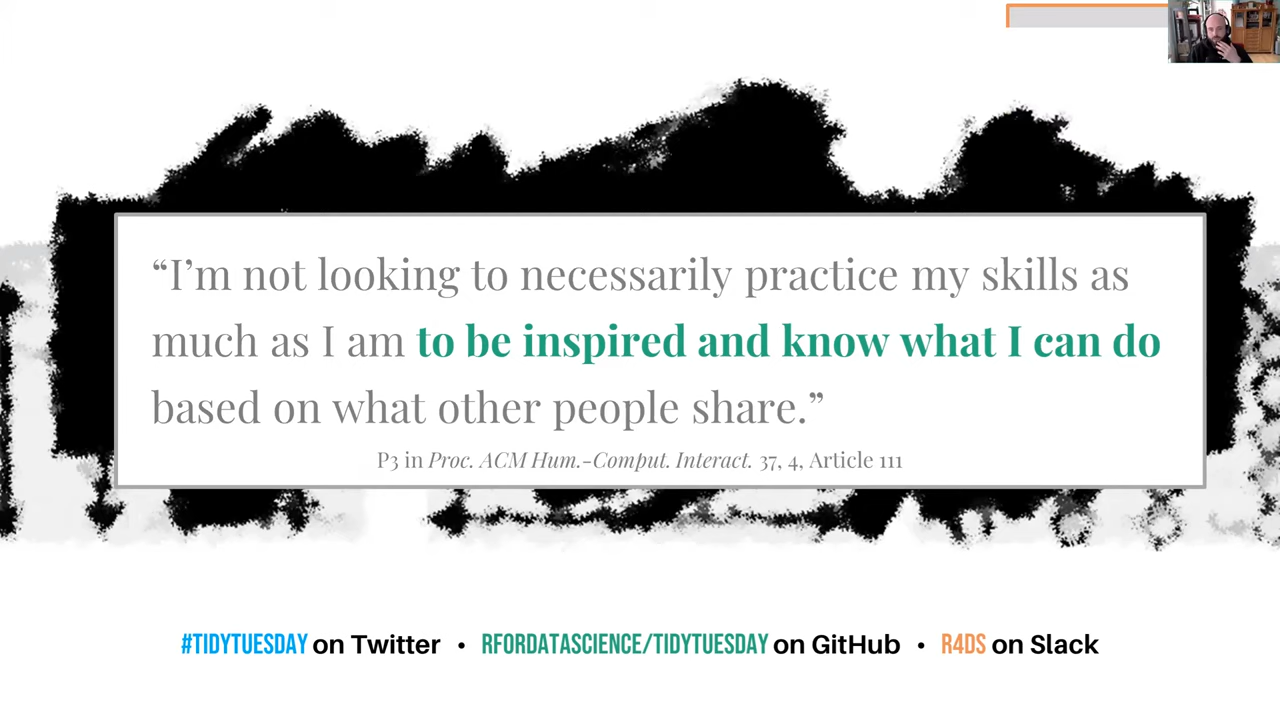 “I’m not looking to necessarily practice my skills as
much as I am to be inspired and know what I can do
based on what other people share.”
P3 in Proc. ACM Hum.-Comput. Interact. 37, 4, Article 111
#TIDYTUESDAY on Twitter • RFORDATASCIENCE/TIDYTUESDAY on GitHub • R4DS on Slack